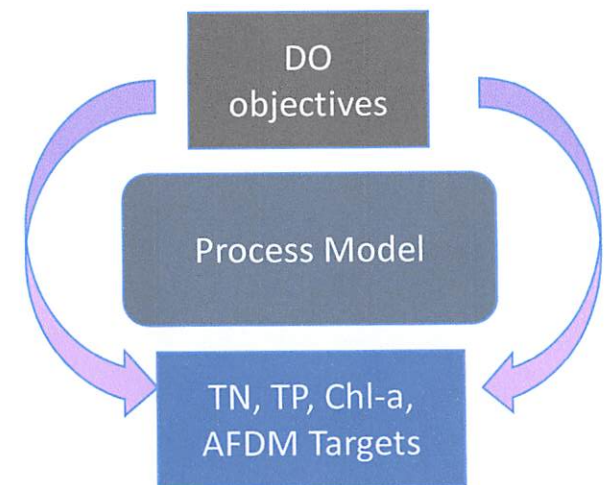 DO
objectives
Process Model
TN, TP, Chl-a,
AFDM Targets